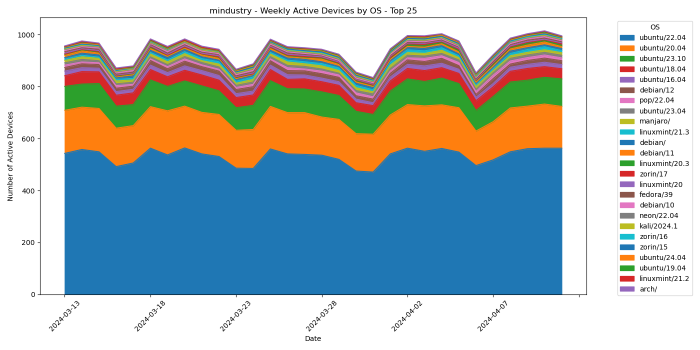 mindustry - Weekly Active Devices by OS - Top 25
Number of Active Devices
1000
800
600
400
200
0
2024-03-13
2024-03-18
2024-03-23
2024-03-28
2024-04-02
2024-04-07
Date
OS
ubuntu/22.04
ubuntu/20.04
ubuntu/23.10
ubuntu/18.04
ubuntu/16.04
debian/12
pop/22.04
ubuntu/23.04
manjaro/
linuxmint/21.3
debian/
debian/11
linuxmint/20.3
zorin/17
linuxmint/20
fedora/39
debian/10
neon/22.04
kali/2024.1
zorin/16
zorin/15
ubuntu/24.04
ubuntu/19.04
linuxmint/21.2
arch/